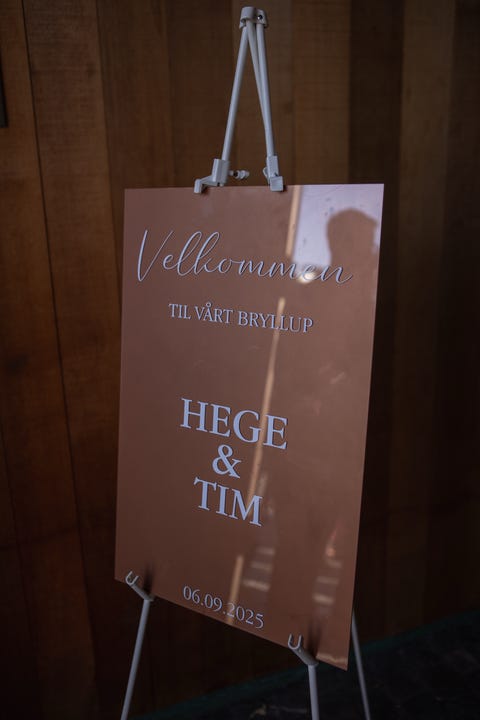 Velkommen
TIL VÅRT BRYLLUP
HEGE
&
TIM
06.09.2025